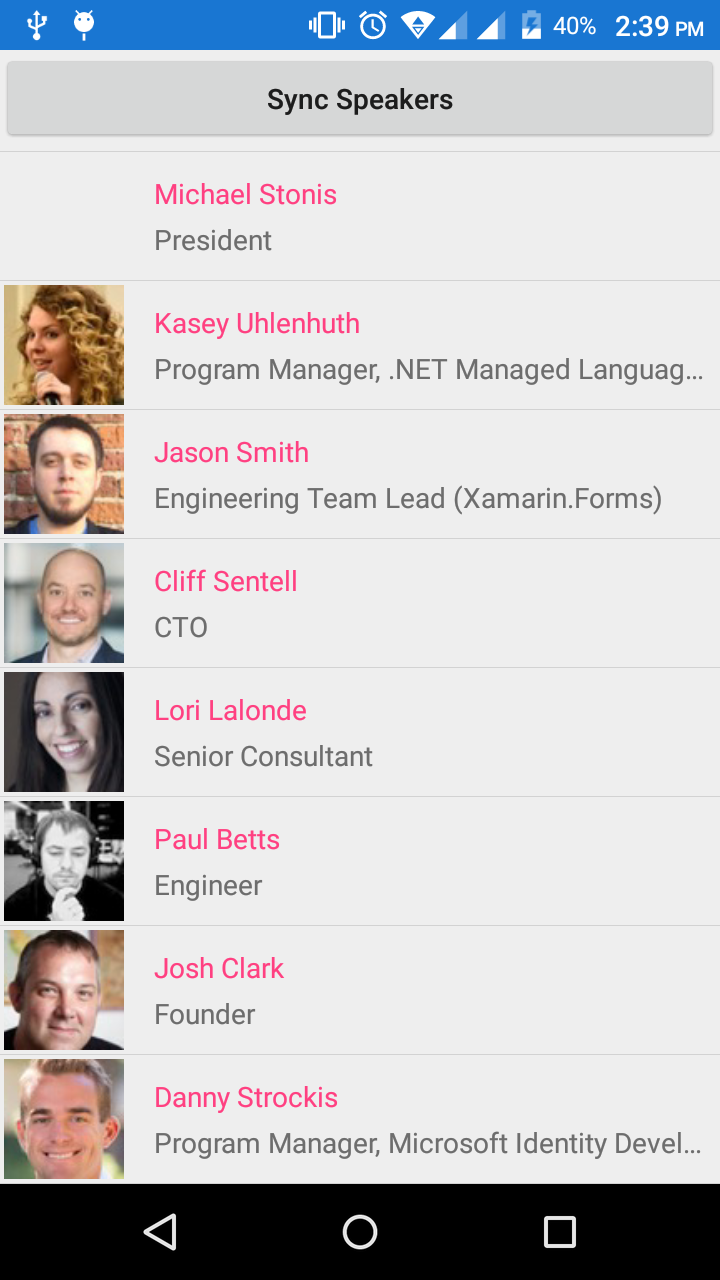 40% 2:39 PM
Sync Speakers
Michael Stonis
President
Kasey Uhlenhuth
Program Manager, .NET Managed Languag...
Jason Smith
Engineering Team Lead (Xamarin.Forms)
Cliff Sentell
CTO
Lori Lalonde
Senior Consultant
Paul Betts
Engineer
Josh Clark
Founder
Danny Strockis
Program Manager, Microsoft Identity Devel...